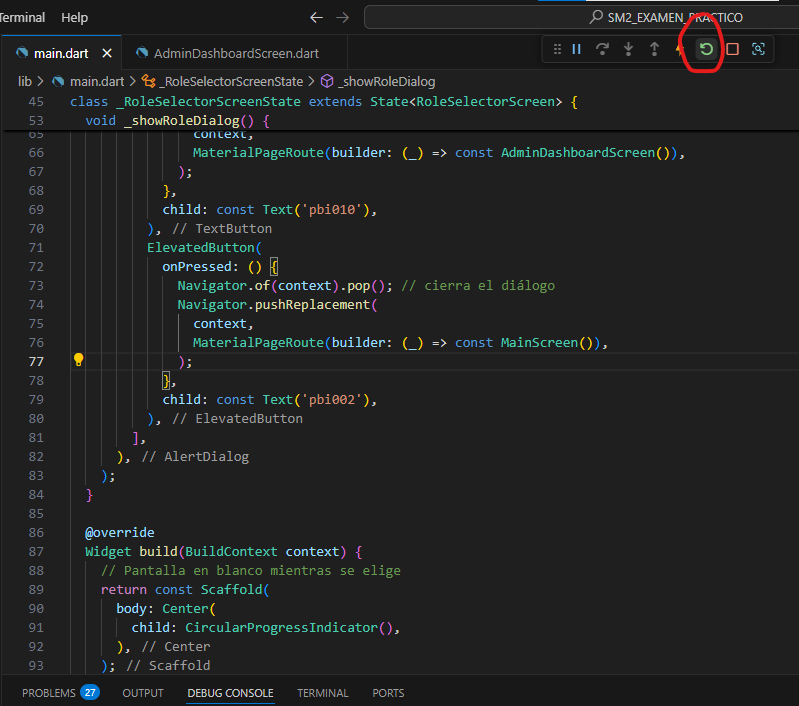 Terminal Help
SM2_EXAMEN_PRACTICO
main.dart
AdminDashboardScreen.dart
lib > main.dart > _RoleSelectorScreenState > _showRoleDialog
45 class _RoleSelectorScreenState extends State<RoleSelectorScreen> {
53 void _showRoleDialog() {
65 context,
66 MaterialPageRoute(builder: (_) => const AdminDashboardScreen()),
67 );
68 },
69 child: const Text('pbi010'),
70 ), // TextButton
71 ElevatedButton(
72 onPressed: () {
73 Navigator.of(context).pop(); // cierra el diálogo
74 Navigator.pushReplacement(
75 context,
76 MaterialPageRoute(builder: (_) => const MainScreen()),
77 );
78 },
79 child: const Text('pbi002'),
80 ), // ElevatedButton
81 ],
82 ), // AlertDialog
83 );
84 }
85
86 @override
87 Widget build(BuildContext context) {
88 // Pantalla en blanco mientras se elige
89 return const Scaffold(
90 body: Center(
91 child: CircularProgressIndicator(),
92 ), // Center
93 ); // Scaffold
PROBLEMS 27 OUTPUT DEBUG CONSOLE TERMINAL PORTS